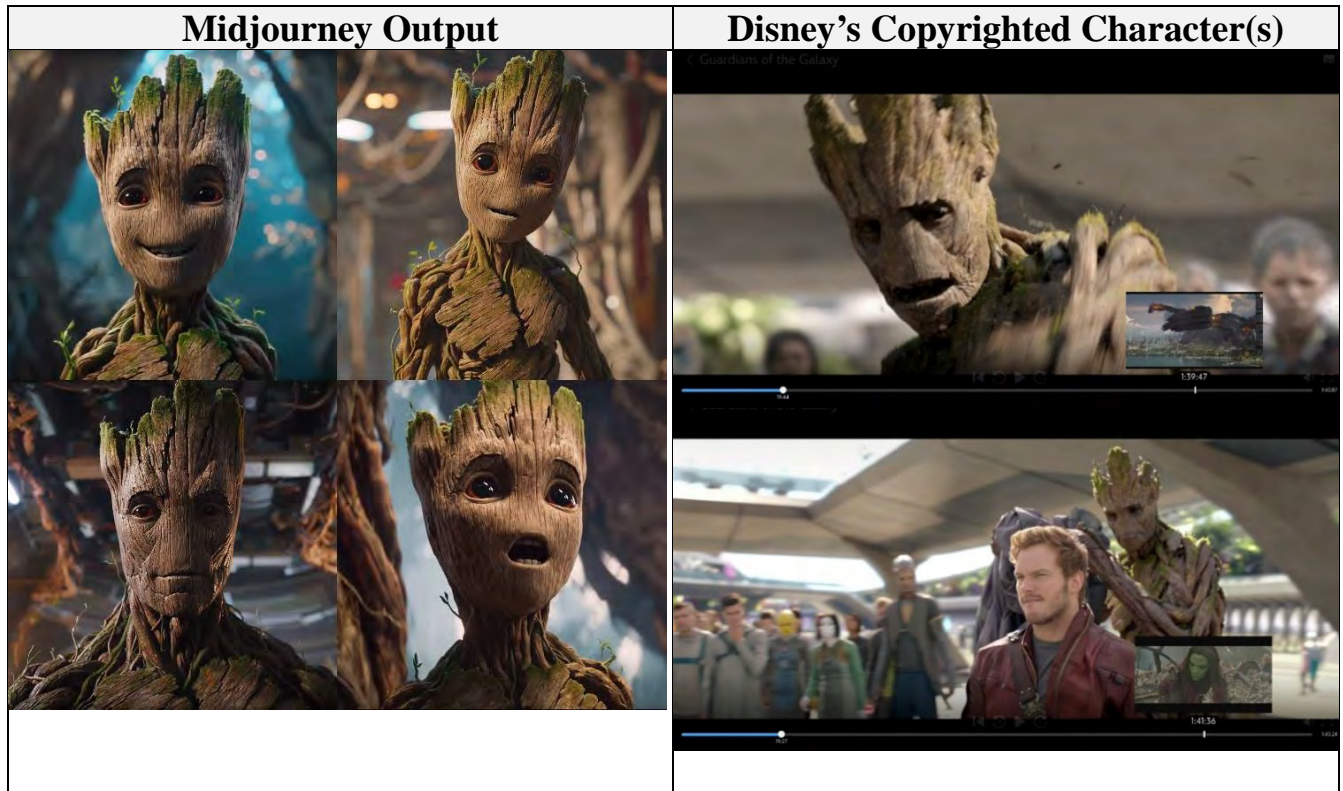 Midjourney Output
Disney’s Copyrighted Character(s)
Guardians of the Galaxy
1:39:47
1:41:36